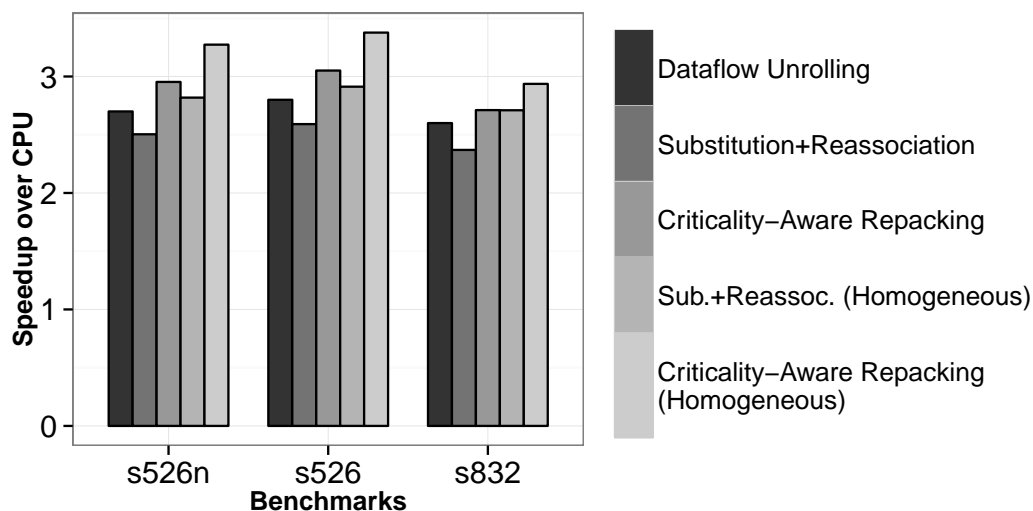 Speedup over CPU
3
2
1
0
s526n
s526
s832
Benchmarks
Dataflow Unrolling
Substitution+Reassociation
Criticality−Aware Repacking
Sub.+Reassoc. (Homogeneous)
Criticality−Aware Repacking
(Homogeneous)